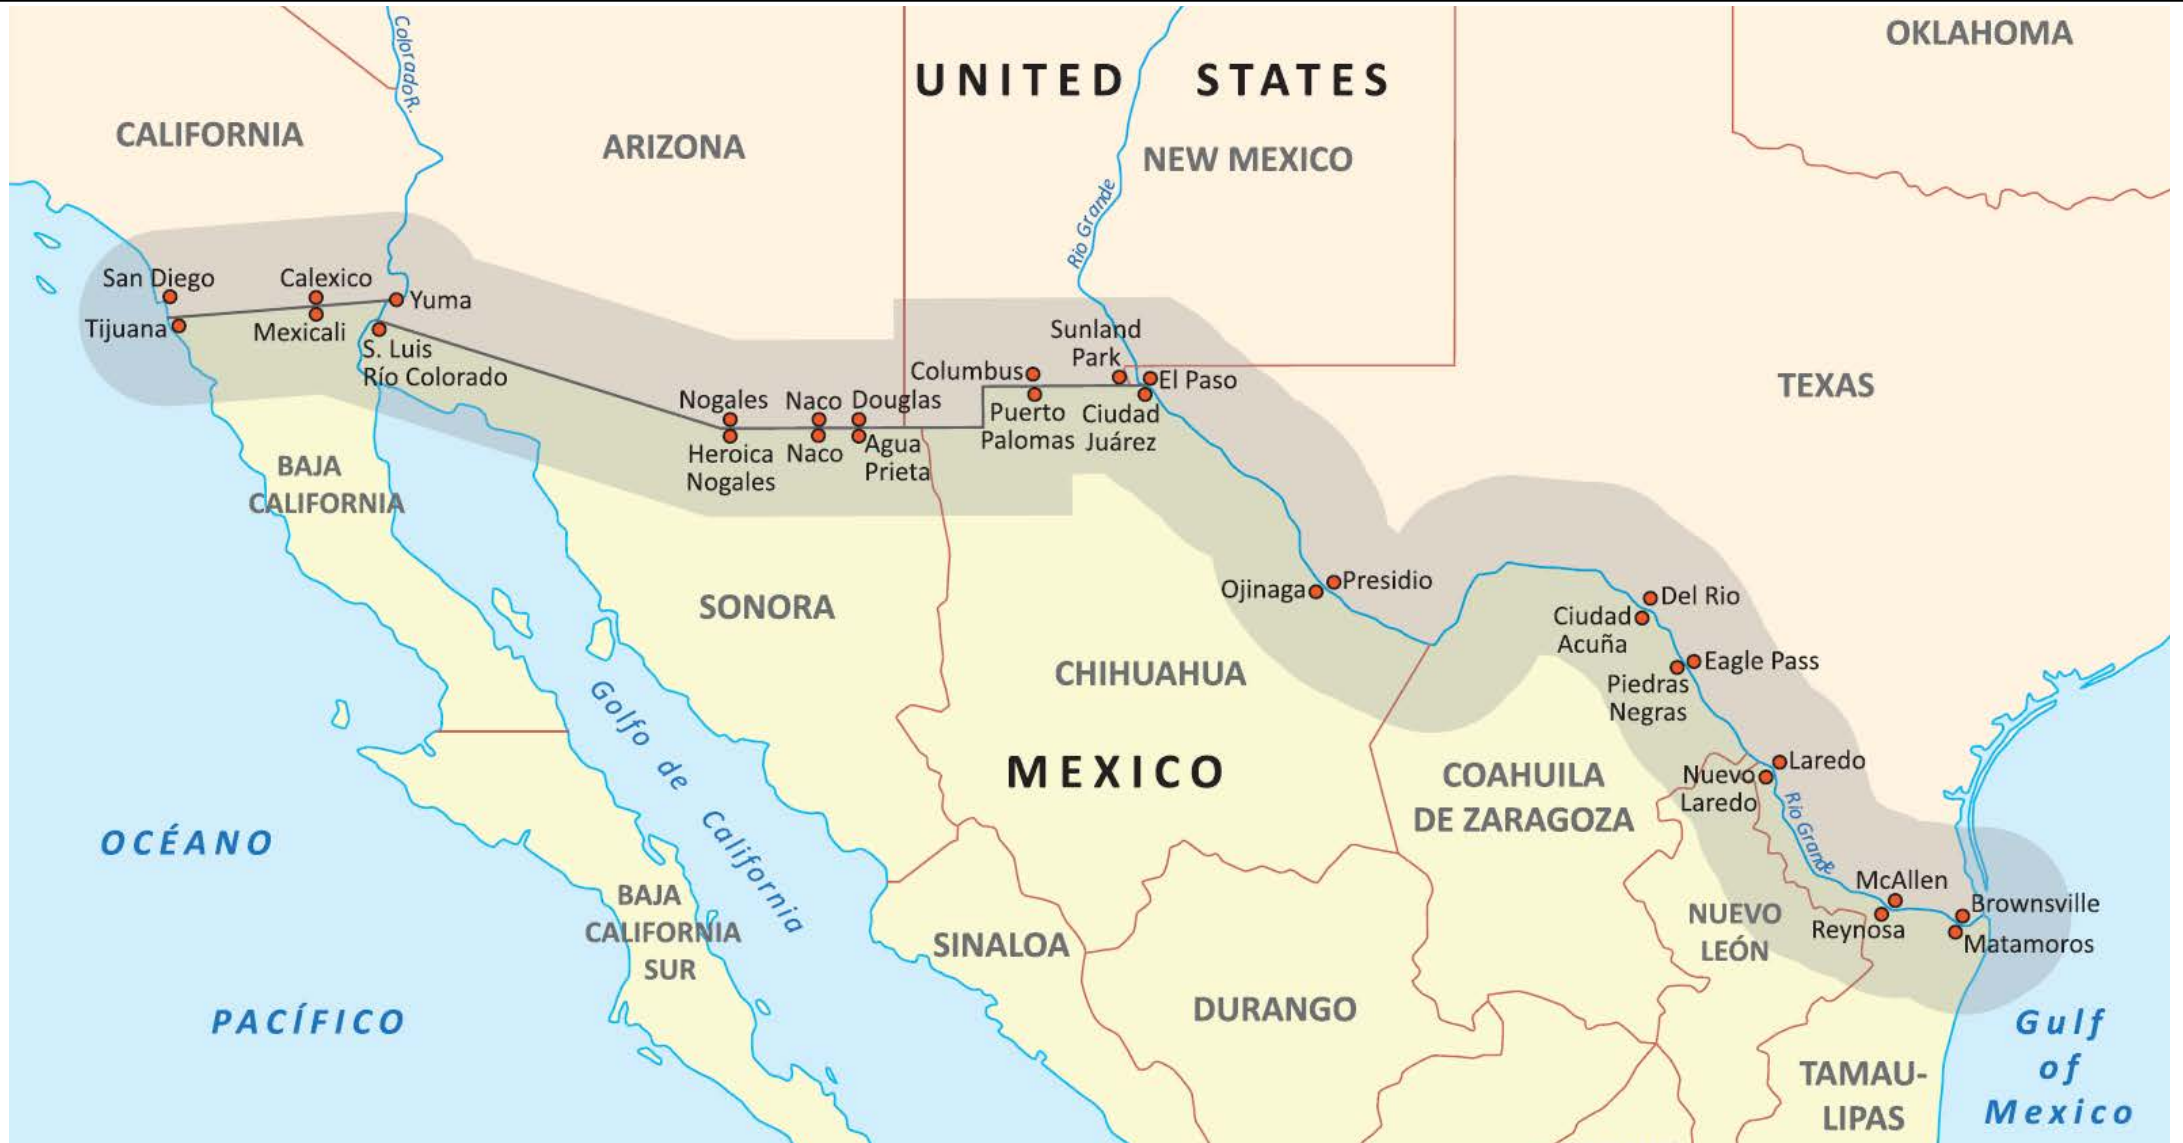 OKLAHOMA
Colorado R.
UNITED STATES
CALIFORNIA
ARIZONA
NEW MEXICO
Rio Grande
San Diego
Calexico
Yuma
Tijuana
Mexicali
S. Luis
Río Colorado
Sunland
Park
Columbus
El Paso
TEXAS
Nogales
Naco
Douglas
Puerto
Palomas
Ciudad
Juárez
Heroica
Nogales
Naco
Agua
Prieta
BAJA
CALIFORNIA
SONORA
Ojinaga
Presidio
Del Rio
Ciudad
Acuña
Eagle Pass
Piedras
Negras
CHIHUAHUA
Golfo de California
MEXICO
COAHUILA
DE ZARAGOZA
Laredo
Nuevo
Laredo
Rio Grande
OCÉANO
PACÍFICO
BAJA
CALIFORNIA
SUR
SINALOA
DURANGO
NUEVO
LEÓN
McAllen
Reynosa
Brownsville
Matamoros
TAMAU-
LIPAS
Gulf
of
Mexico